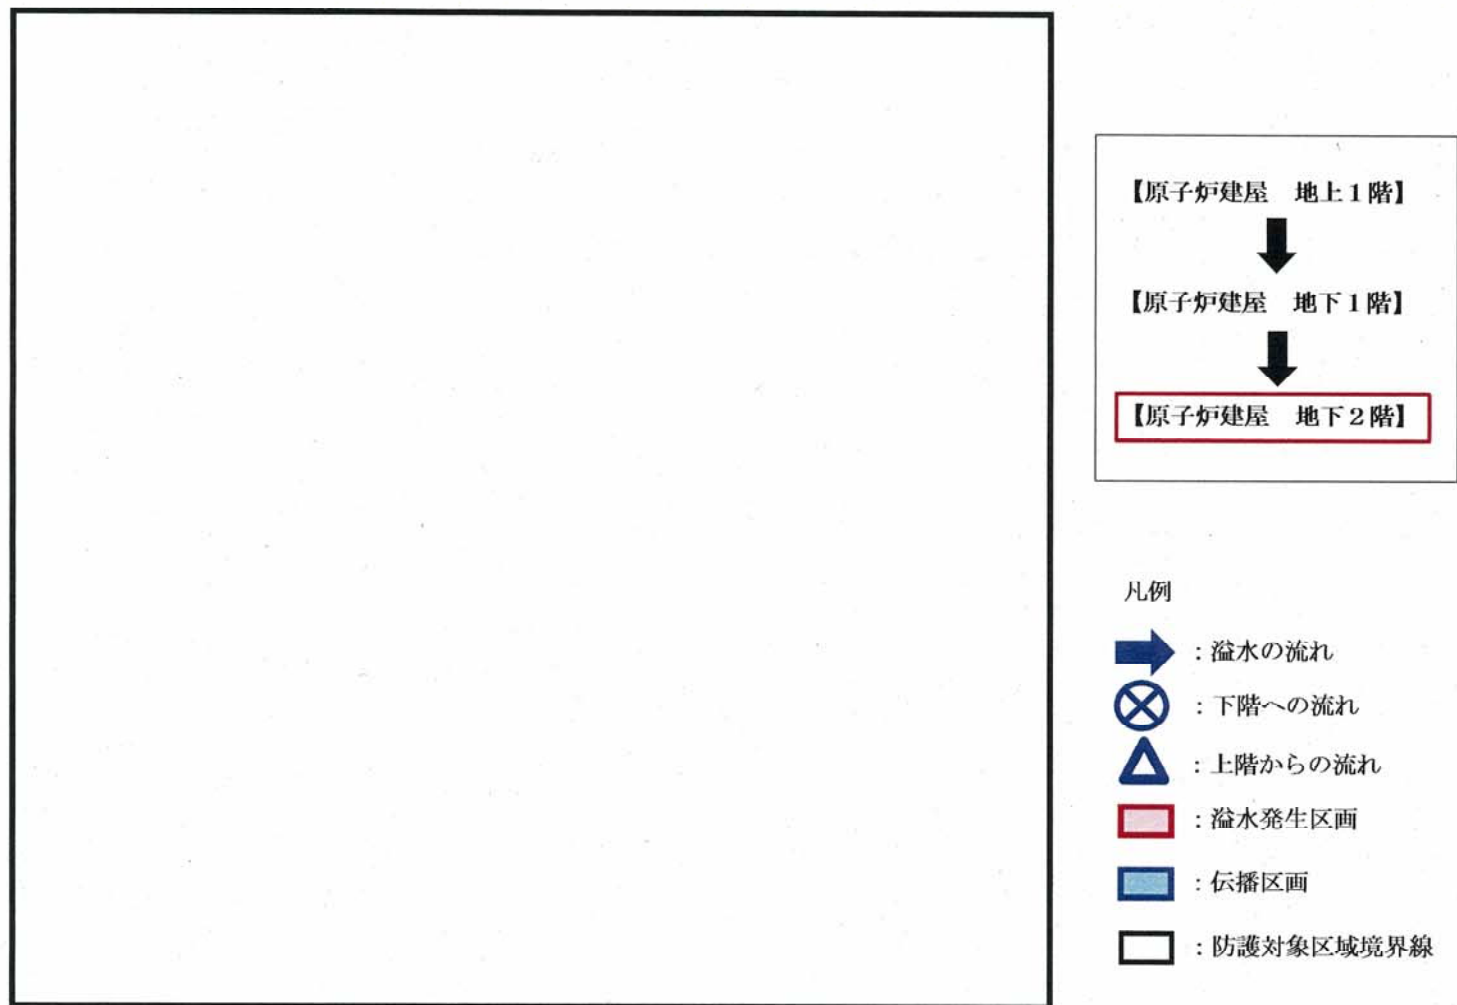 【原子炉建屋　地上1階】
【原子炉建屋　地下1階】
【原子炉建屋　地下2階】
凡例
：溢水の流れ
：下階への流れ
：上階からの流れ
：溢水発生区画
：伝播区画
：防護対象区域境界線